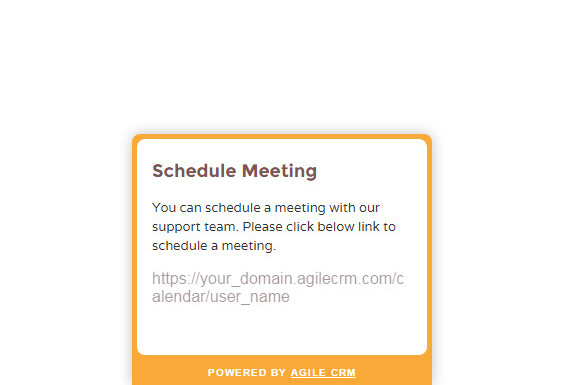 Schedule Meeting
You can schedule a meeting with our
support team. Please click below link to
schedule a meeting.
https://your_domain.agilecrm.com/c
alendar/user_name
POWERED BY AGILE CRM